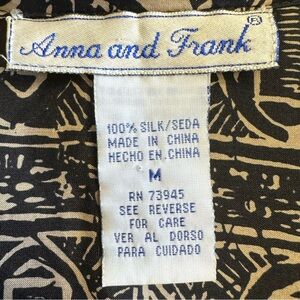 Anna and Frank®
100% SILK/SEDA
MADE IN CHINA
HECHO EN.CHINA
M
RN 73945
SEE REVERSE
FOR CARE
VER AL DORSO
PARA CUIDADO